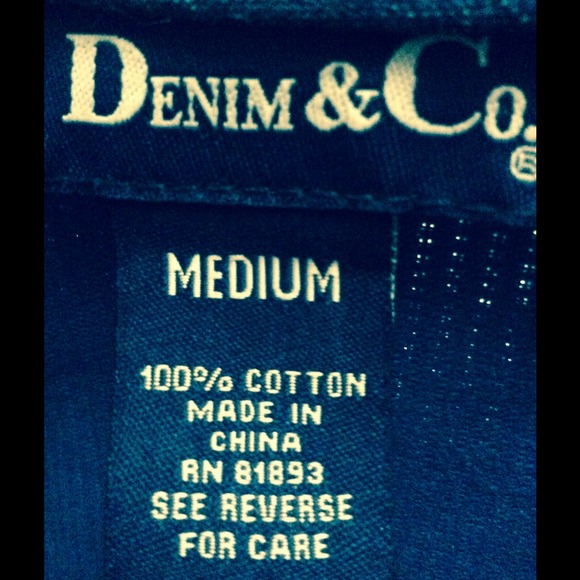 DENIM & CO.®
MEDIUM
100% COTTON
MADE IN
CHINA
RN 81893
SEE REVERSE
FOR CARE